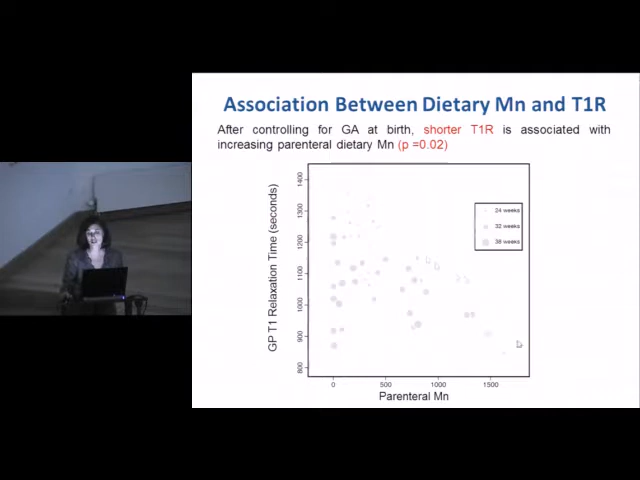 Association Between Dietary Mn and T1R
After controlling for GA at birth, shorter T1R is associated with
increasing parenteral dietary Mn (p =0.02)
GP T1 Relaxation Time (seconds)
1400
1300
1200
1100
1000
900
800
24 weeks
32 weeks
38 weeks
0
500
1000
1500
Parenteral Mn